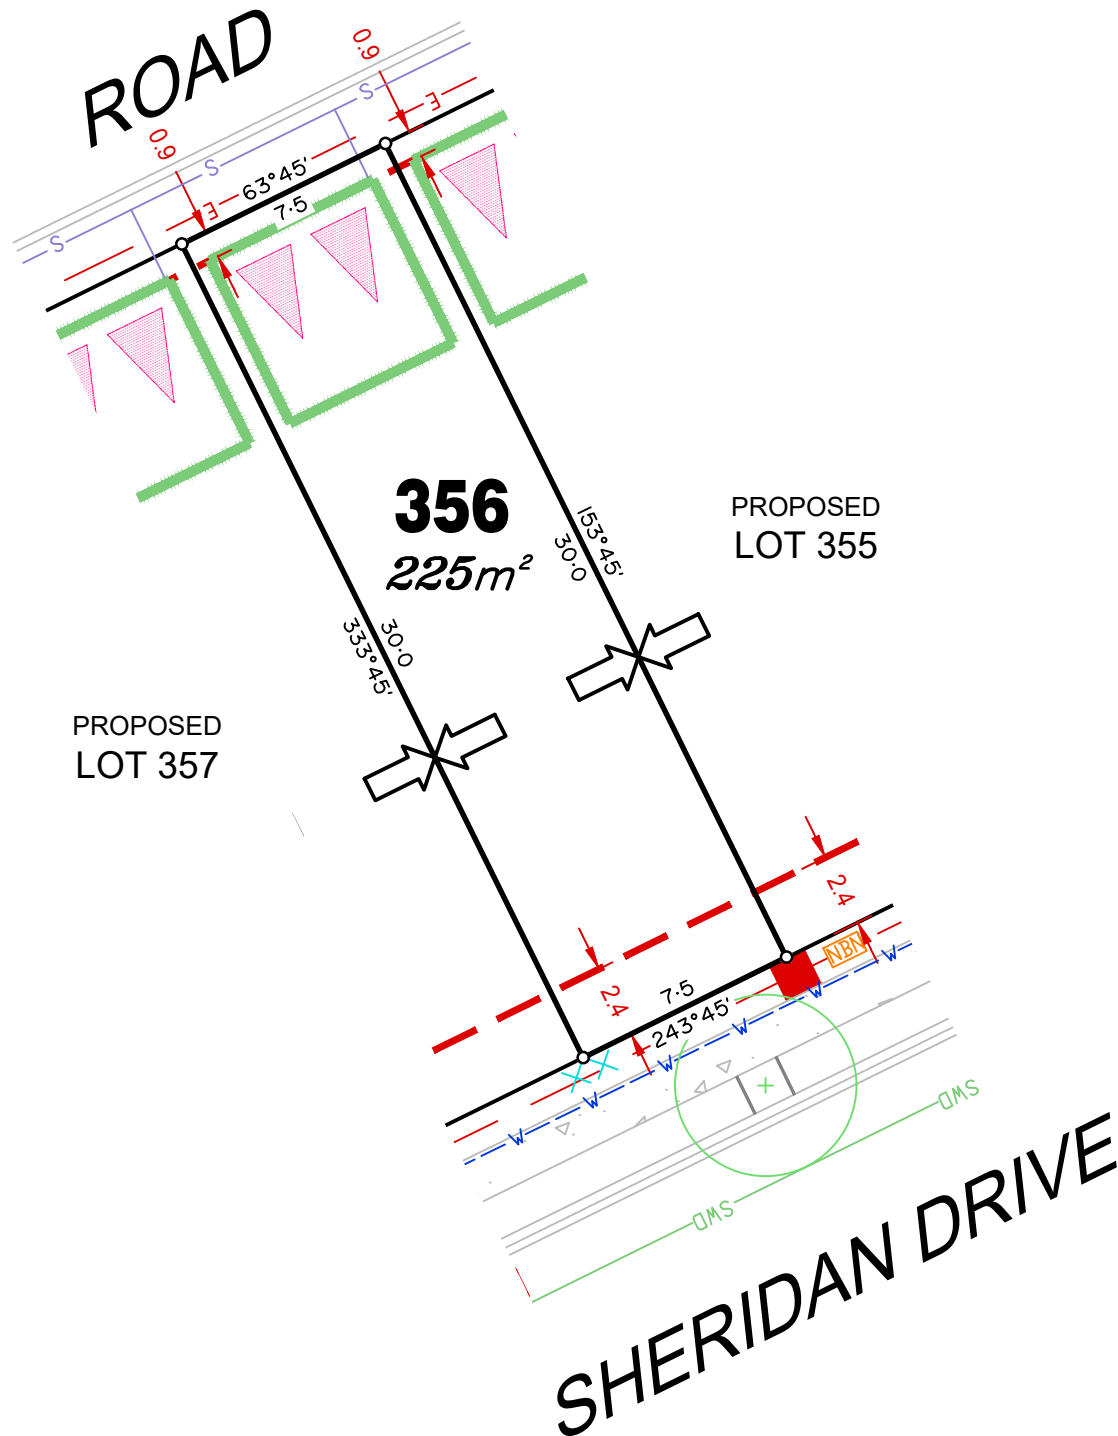 ROAD
0.9
0.9
S
S
S
E
E
63°45'
7·5
356
225m²
153°45'
30·0
PROPOSED
LOT 355
30·0
333°45'
PROPOSED
LOT 357
2.4
2.4
NBN
7·5
243°45'
W
W
W
W
W
W
SWD
SWD
SHERIDAN DRIVE